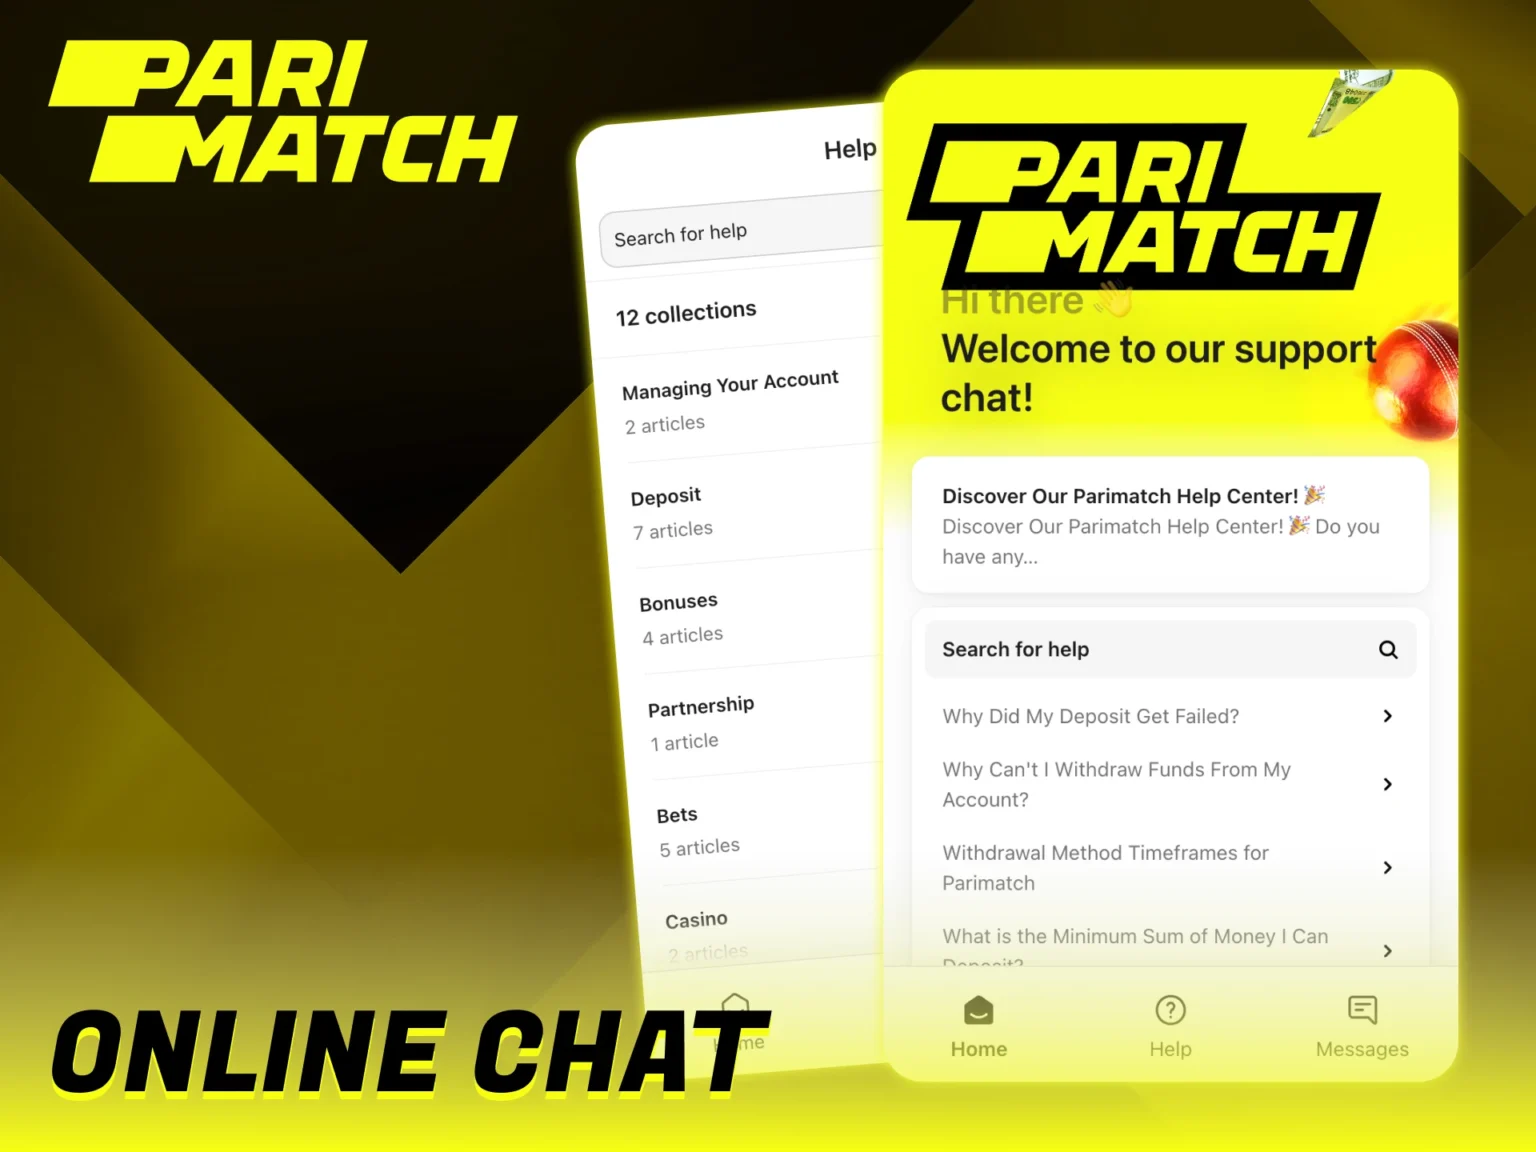 PARI
MATCH
Help
Search for help
12 collections
Managing Your Account
2 articles
Deposit
7 articles
Bonuses
4 articles
Partnership
1 article
Bets
5 articles
Casino
2 articles
ONLINE CHAT
PARI
MATCH
Hi there 👋
Welcome to our support
chat!
Discover Our Parimatch Help Center! 🎉
Discover Our Parimatch Help Center! 🎉 Do you
have any...
Search for help
Why Did My Deposit Get Failed?
Why Can't I Withdraw Funds From My
Account?
Withdrawal Method Timeframes for
Parimatch
What is the Minimum Sum of Money I Can
Deposit?
Home
Help
Messages